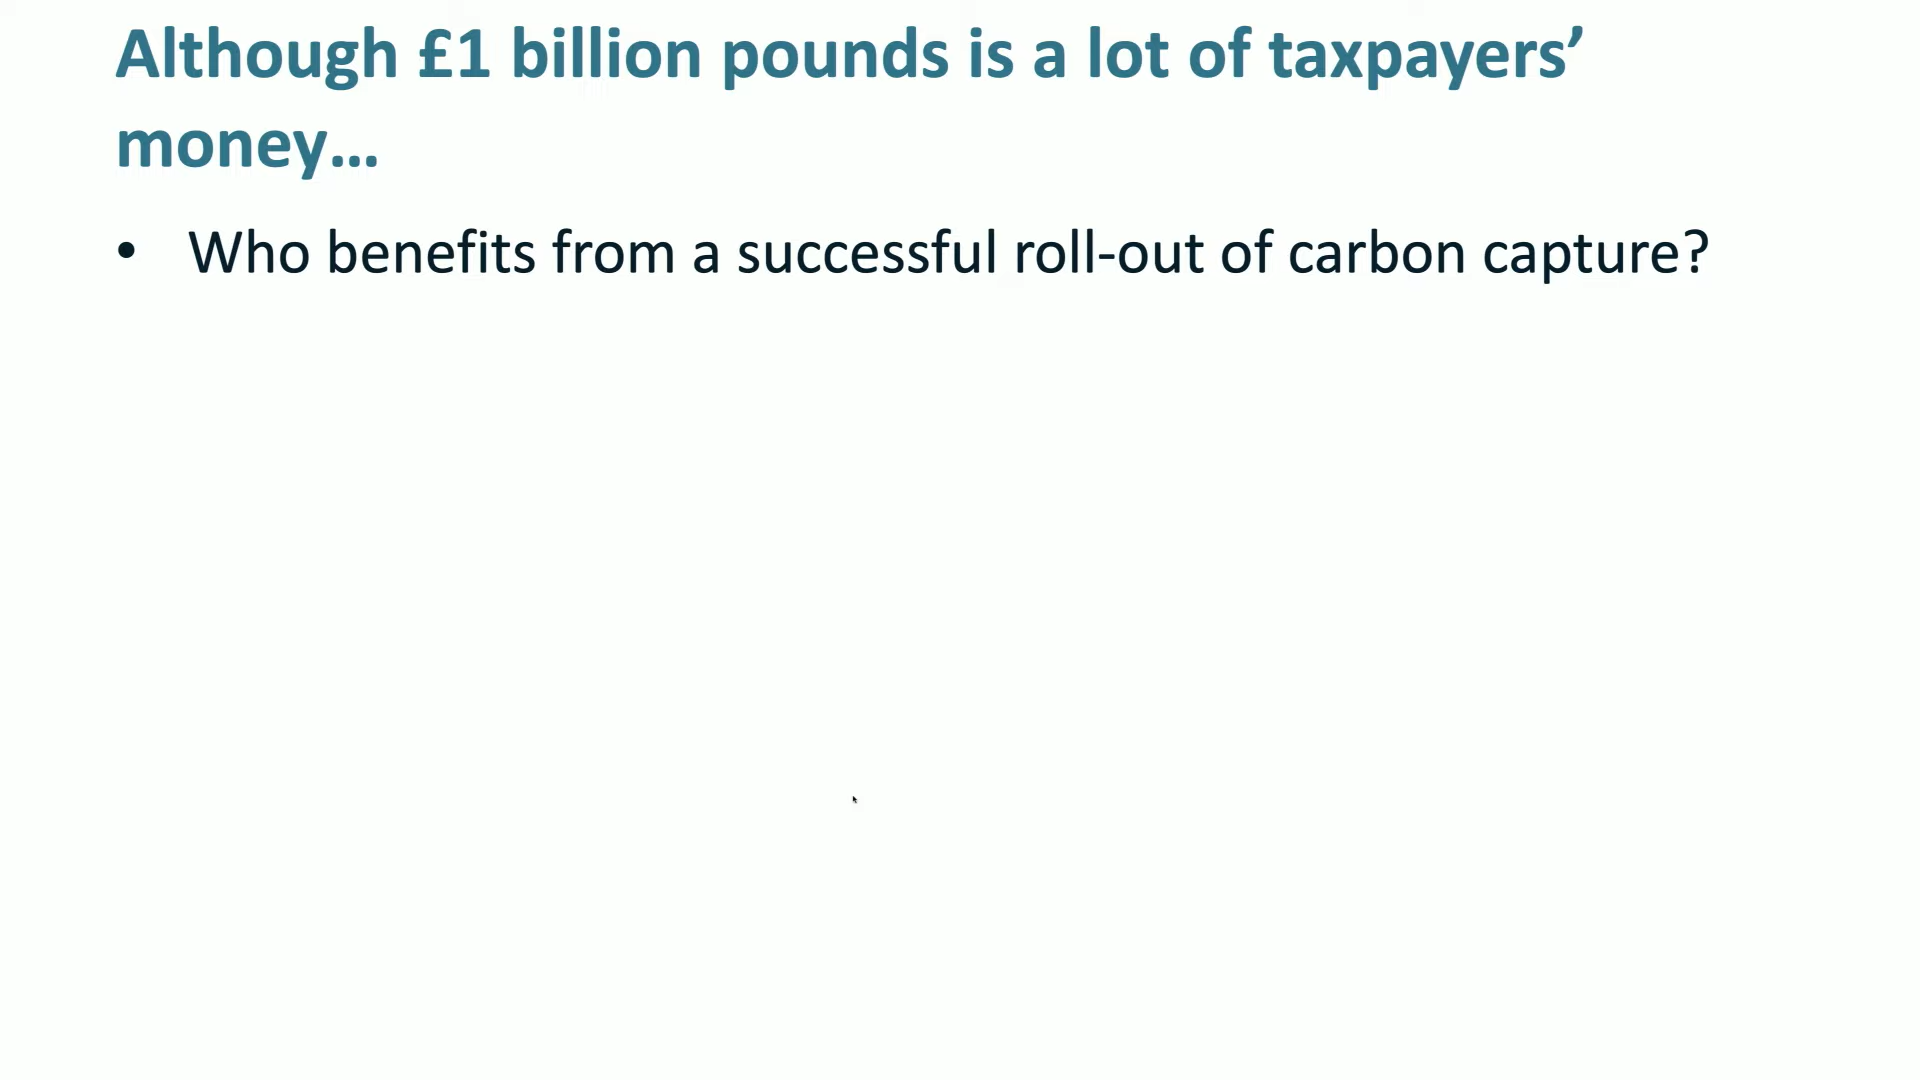 Although £1 billion pounds is a lot of taxpayers’
money…
• Who benefits from a successful roll-out of carbon capture?